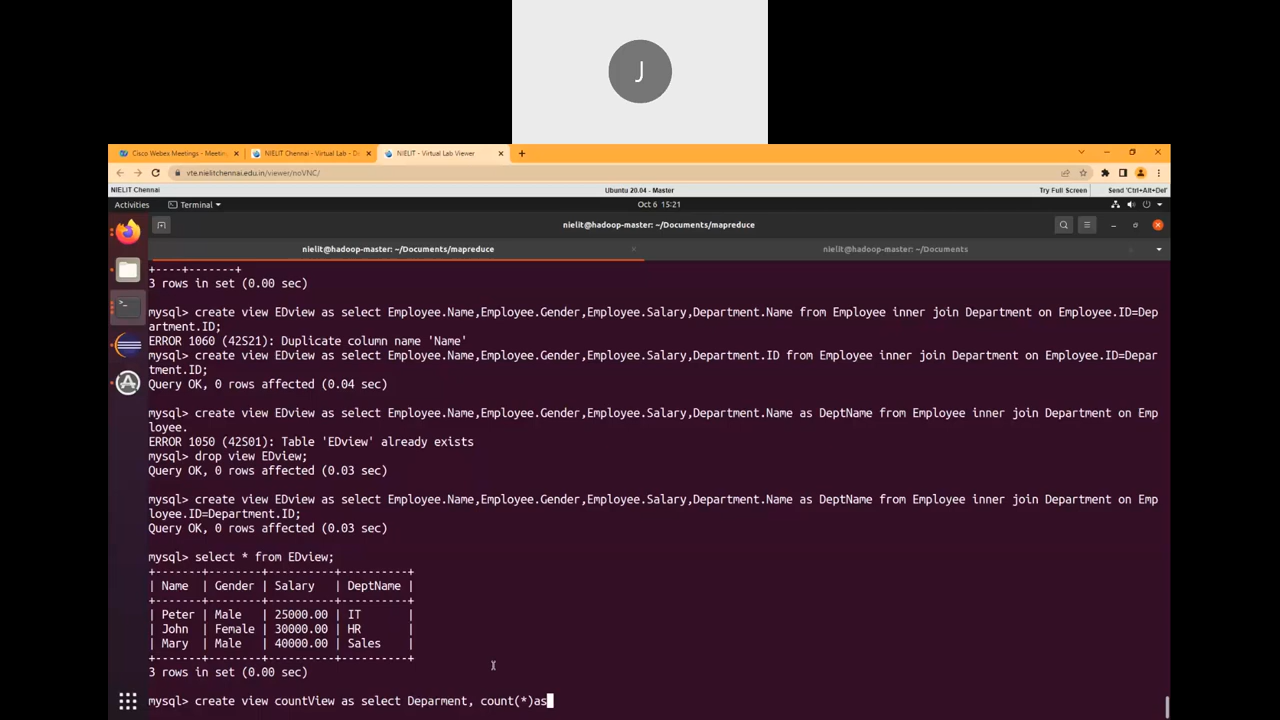 J
Cisco Webex Meetings - Meetin
NIELIT Chennai - Virtual Lab - D
NIELIT - Virtual Lab Viewer
vte.nielitchennai.edu.in/viewer/noVNC/
NIELIT Chennai
Ubuntu 20.04 - Master
Try Full Screen
Send 'Ctrl+Alt+Del'
Activities
Terminal
Oct 6 15:21
nielit@hadoop-master: ~/Documents/mapreduce
nielit@hadoop-master: ~/Documents/mapreduce
nielit@hadoop-master: ~/Documents
+----+-------+
3 rows in set (0.00 sec)
mysql> create view EDview as select Employee.Name,Employee.Gender,Employee.Salary,Department.Name from Employee inner join Department on Employee.ID=Dep
artment.ID;
ERROR 1060 (42S21): Duplicate column name 'Name'
mysql> create view EDview as select Employee.Name,Employee.Gender,Employee.Salary,Department.ID from Employee inner join Department on Employee.ID=Depar
tment.ID;
Query OK, 0 rows affected (0.04 sec)
mysql> create view EDview as select Employee.Name,Employee.Gender,Employee.Salary,Department.Name as DeptName from Employee inner join Department on Emp
loyee.
ERROR 1050 (42S01): Table 'EDview' already exists
mysql> drop view EDview;
Query OK, 0 rows affected (0.03 sec)
mysql> create view EDview as select Employee.Name,Employee.Gender,Employee.Salary,Department.Name as DeptName from Employee inner join Department on Emp
loyee.ID=Department.ID;
Query OK, 0 rows affected (0.03 sec)
mysql> select * from EDview;
+-------+--------+----------+----------+
| Name  | Gender | Salary   | DeptName |
+-------+--------+----------+----------+
| Peter | Male   | 25000.00 | IT       |
| John  | Female | 30000.00 | HR       |
| Mary  | Male   | 40000.00 | Sales    |
+-------+--------+----------+----------+
3 rows in set (0.00 sec)
mysql> create view countView as select Deparment, count(*)as